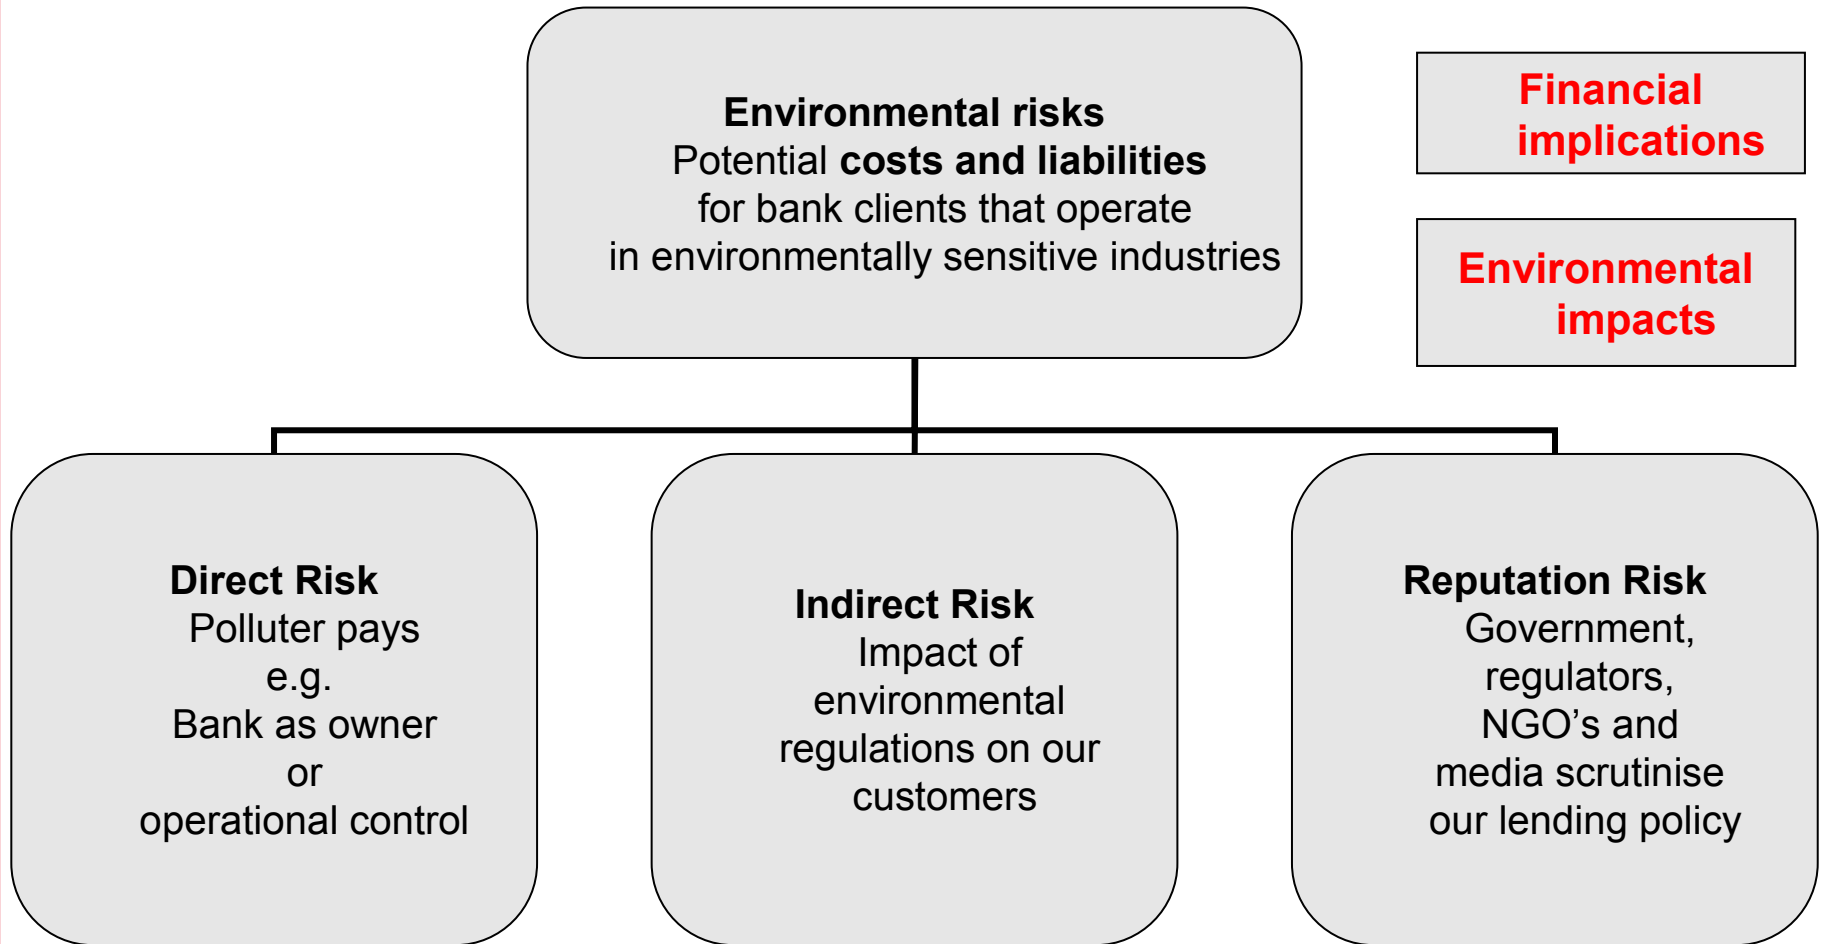 Environmental risks
Potential costs and liabilities
for bank clients that operate
in environmentally sensitive industries
Financial
implications
Environmental
impacts
Direct Risk
Polluter pays
e.g.
Bank as owner
or
operational control
Indirect Risk
Impact of
environmental
regulations on our
customers
Reputation Risk
Government,
regulators,
NGO’s and
media scrutinise
our lending policy